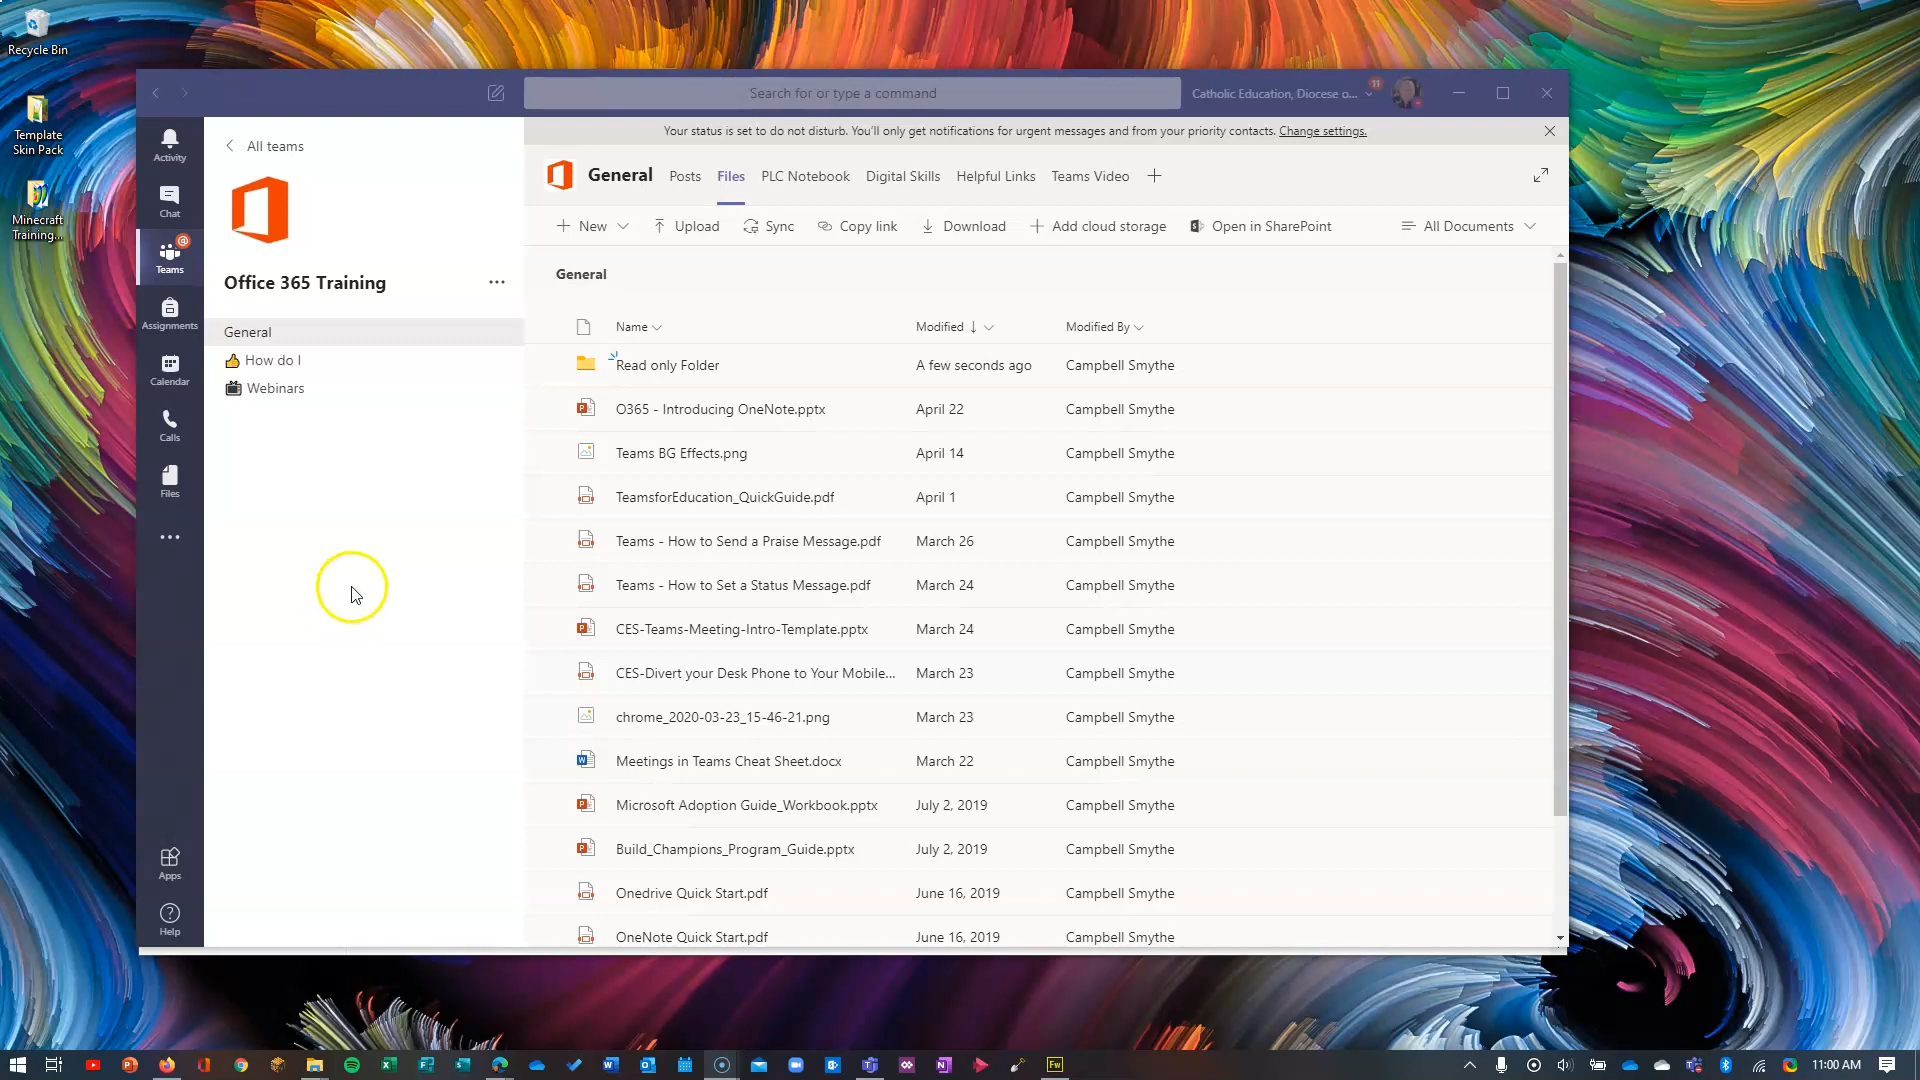 Recycle Bin
Template
Skin Pack
Minecraft
Training...
Search for or type a command
Catholic Education, Diocese o...
11
Your status is set to do not disturb. You'll only get notifications for urgent messages and from your priority contacts. Change settings.
Activity
Chat
Teams
Assignments
Calendar
Calls
Files
Apps
Help
All teams
Office 365 Training
General
How do I
Webinars
General Posts Files PLC Notebook Digital Skills Helpful Links Teams Video
New Upload Sync Copy link Download Add cloud storage Open in SharePoint All Documents
General
Name Modified Modified By
Read only Folder A few seconds ago Campbell Smythe
O365 - Introducing OneNote.pptx April 22 Campbell Smythe
Teams BG Effects.png April 14 Campbell Smythe
TeamsforEducation_QuickGuide.pdf April 1 Campbell Smythe
Teams - How to Send a Praise Message.pdf March 26 Campbell Smythe
Teams - How to Set a Status Message.pdf March 24 Campbell Smythe
CES-Teams-Meeting-Intro-Template.pptx March 24 Campbell Smythe
CES-Divert your Desk Phone to Your Mobile... March 23 Campbell Smythe
chrome_2020-03-23_15-46-21.png March 23 Campbell Smythe
Meetings in Teams Cheat Sheet.docx March 22 Campbell Smythe
Microsoft Adoption Guide_Workbook.pptx July 2, 2019 Campbell Smythe
Build_Champions_Program_Guide.pptx July 2, 2019 Campbell Smythe
Onedrive Quick Start.pdf June 16, 2019 Campbell Smythe
OneNote Quick Start.pdf June 16, 2019 Campbell Smythe
11:00 AM